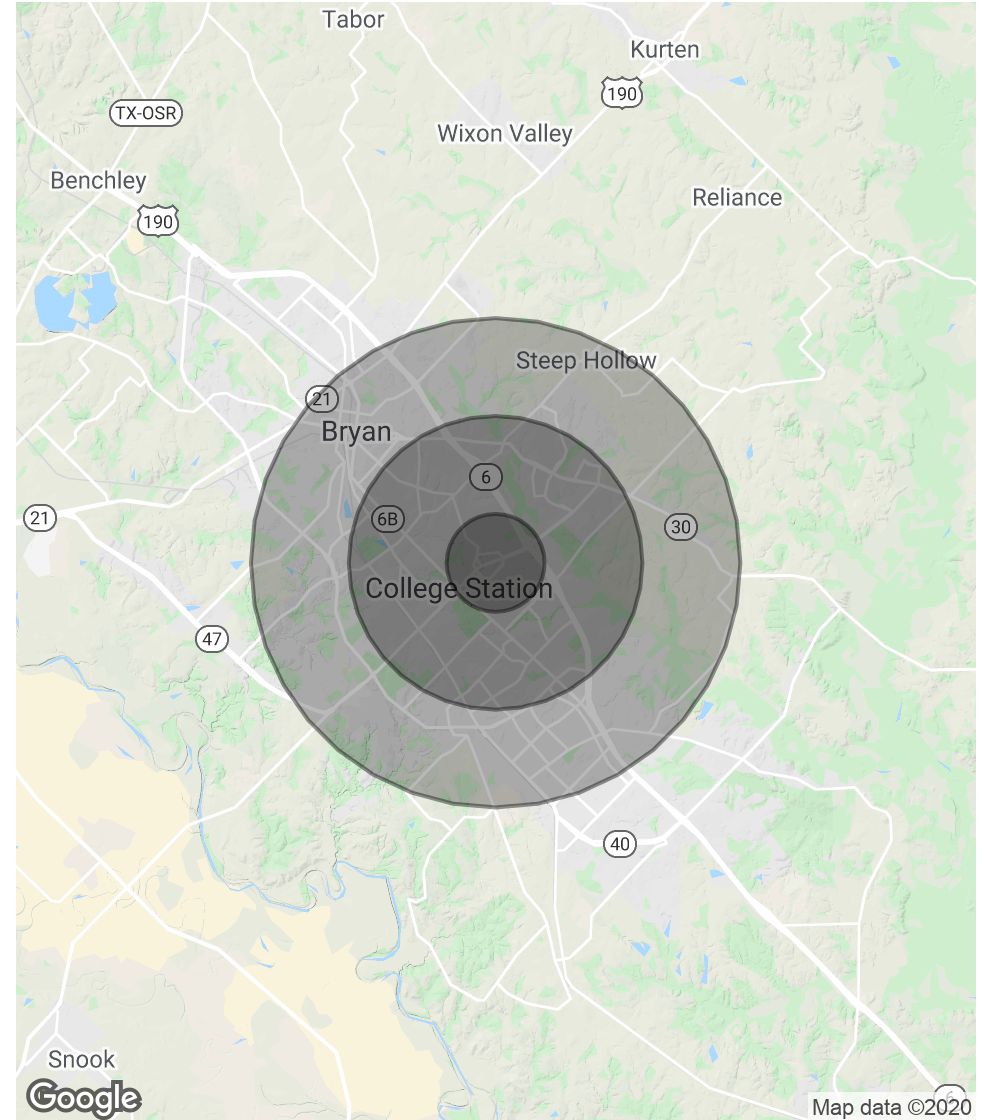 Tabor
Kurten
190
TX-OSR
Wixon Valley
Benchley
Reliance
190
Steep Hollow
21
Bryan
6
6B
21
30
College Station
47
40
Snook
6
Google
Map data ©2020